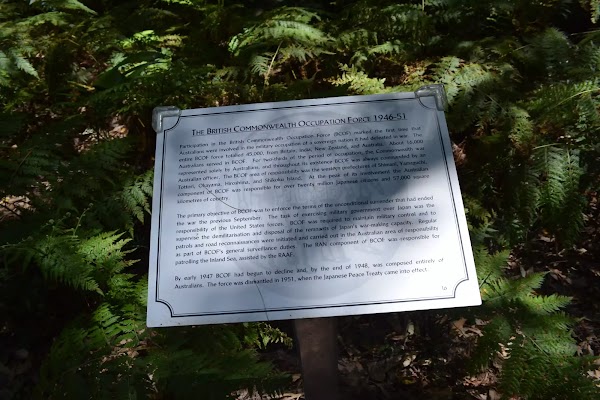 THE BRITISH COMMONWEALTH OCCUPATION FORCE 1946-51
Participation in the British Commonwealth Occupation Force (BCOF) marked the first time that
Australians were involved in the military occupation of a sovereign nation it had defeated in war. The
entire BCOF force totalled 45,000, from Britain, India, New Zealand, and Australia. About 16,000
Australians served in BCOF. For two-thirds of the period of occupation, the Commonwealth was
represented solely by Australians, and throughout its existence BCOF was always commanded by an
Australian officer. The BCOF area of responsibility was the western prefectures of Shimane, Yamaguchi,
Tottori, Okayama, Hiroshima, and Shikoku Island. At the peak of its involvement the Australian
component of BCOF was responsible for over twenty million Japanese citizens and 57,000 square
kilometres of country.
The primary objective of BCOF was to enforce the terms of the unconditional surrender that had ended
the war the previous September. The task of exercising military government over Japan was the
responsibility of the United States forces. BCOF was required to maintain military control and to
supervise the demilitarisation and disposal of the remnants of Japan's war-making capacity. Regular
patrols and road reconnaissances were initiated and carried out in the Australian area of responsibility
as part of BCOF's general surveillance duties. The RAN component of BCOF was responsible for
patrolling the Inland Sea, assisted by the RAAF.
By early 1947 BCOF had begun to decline and, by the end of 1948, was composed entirely of
Australians. The force was dismantled in 1951, when the Japanese Peace Treaty came into effect.
16